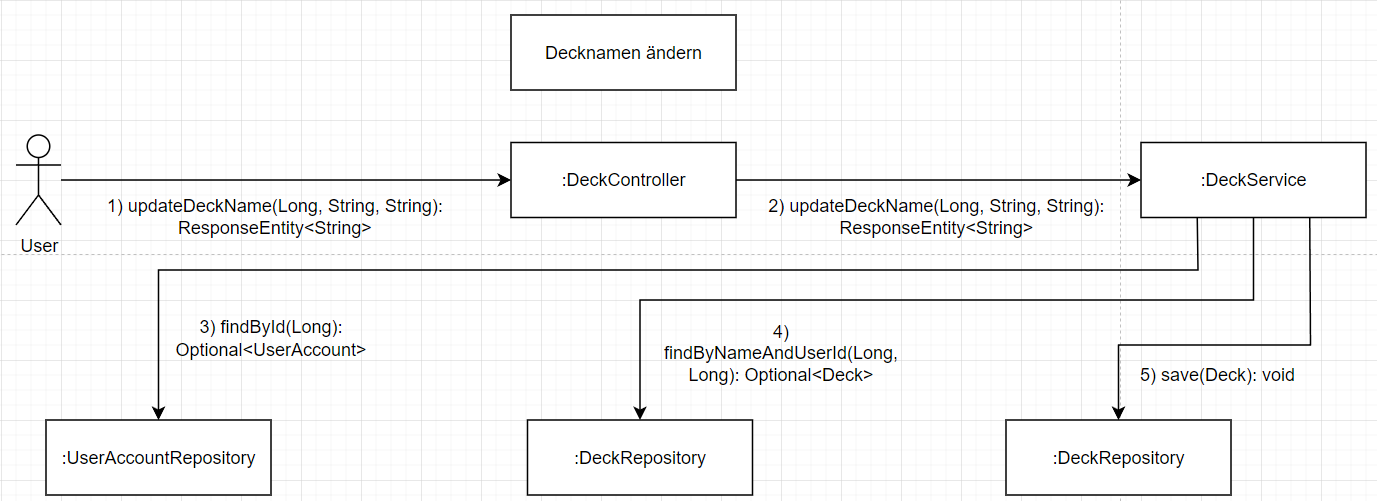 Decknamen ändern
:DeckController
:DeckService
1) updateDeckName(Long, String, String):
ResponseEntity<String>
2) updateDeckName(Long, String, String):
ResponseEntity<String>
User
3) findById(Long):
Optional<UserAccount>
4)
findByNameAndUserId(Long,
Long): Optional<Deck>
5) save(Deck): void
:UserAccountRepository
:DeckRepository
:DeckRepository